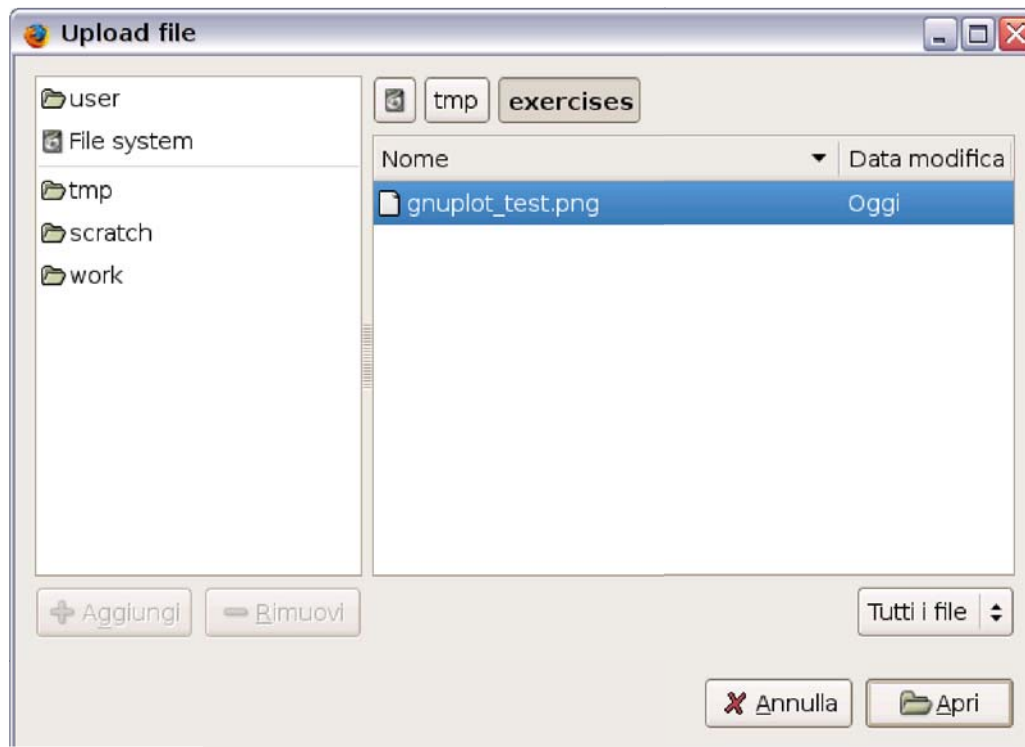 Upload file
user
File system
tmp
scratch
work
tmp exercises
Nome Data modifica
gnuplot_test.png Oggi
Aggiungi Rimuovi
Tutti i file
Annulla Apri